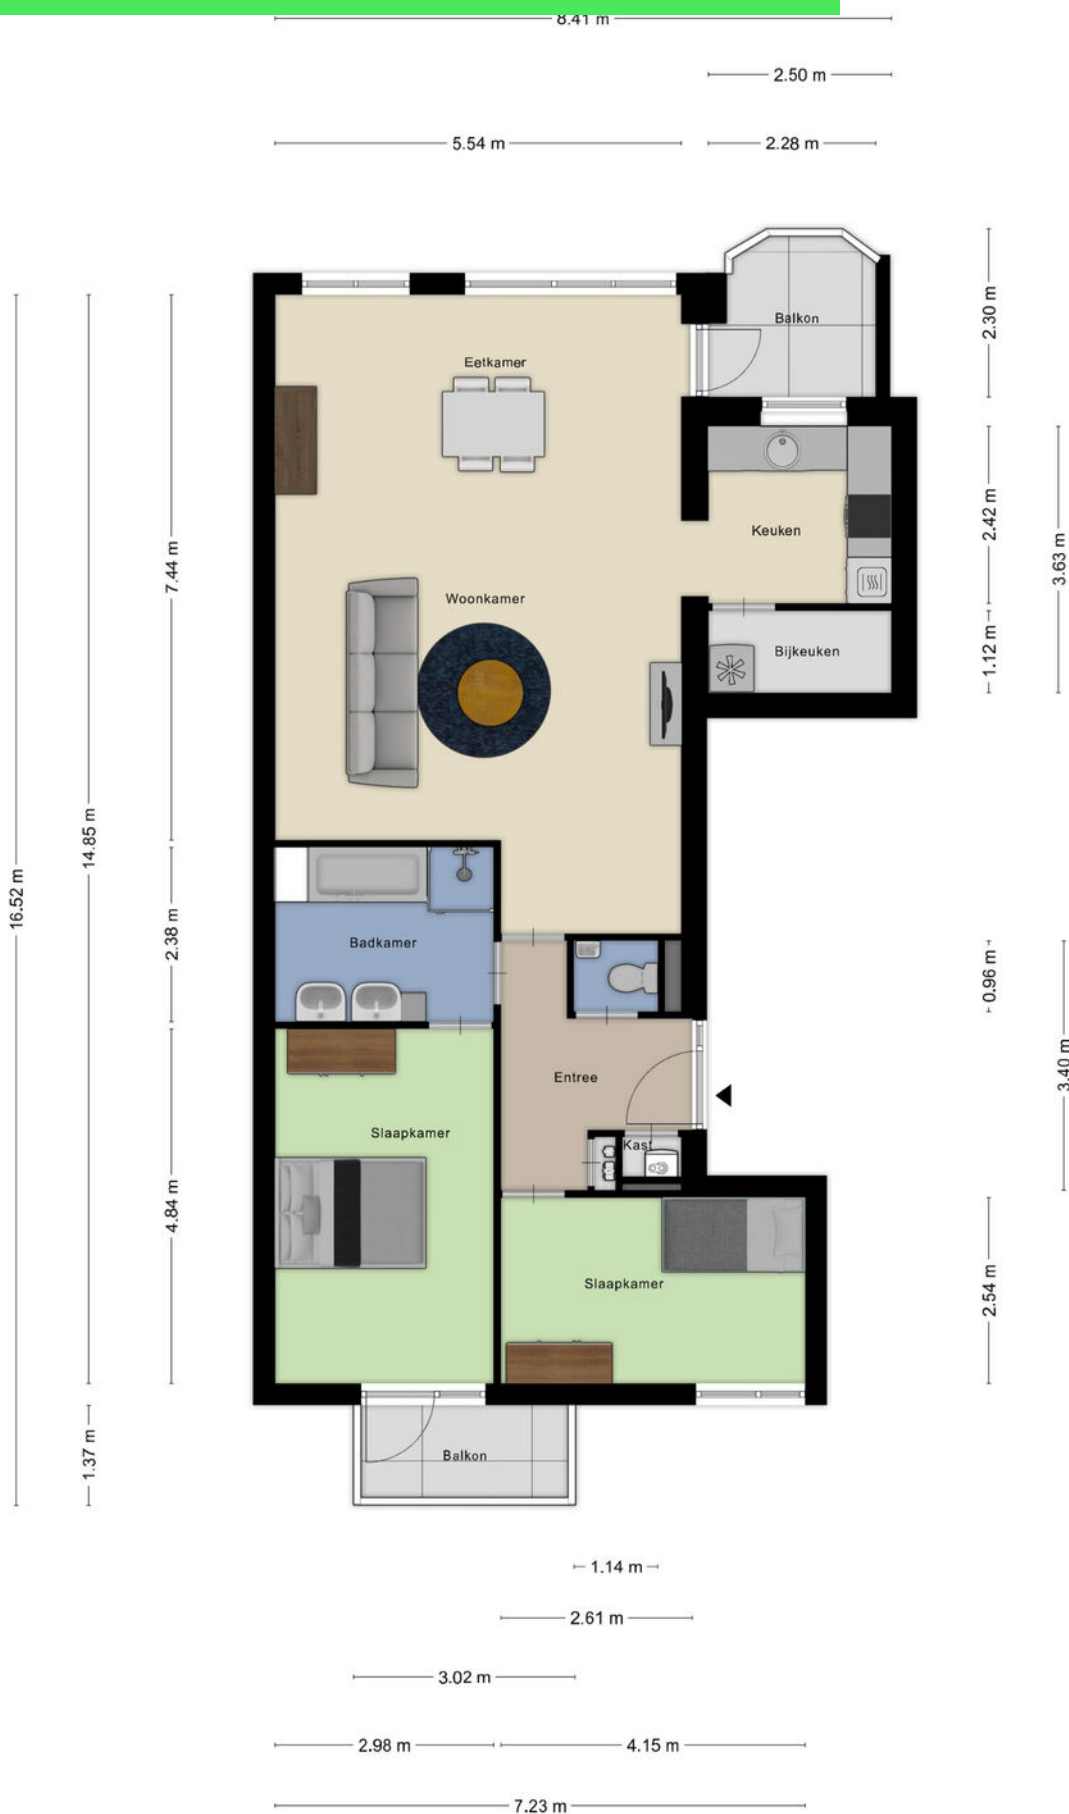 8.41 m
2.50 m
5.54 m
2.28 m
Balkon
2.30 m
Eetkamer
Keuken
2.42 m
3.63 m
7.44 m
Woonkamer
Bijkeuken
1.12 m
14.85 m
16.52 m
Badkamer
2.38 m
0.96 m
Entree
3.40 m
Slaapkamer
Kast
4.84 m
Slaapkamer
2.54 m
Balkon
1.37 m
1.14 m
2.61 m
3.02 m
2.98 m
4.15 m
7.23 m